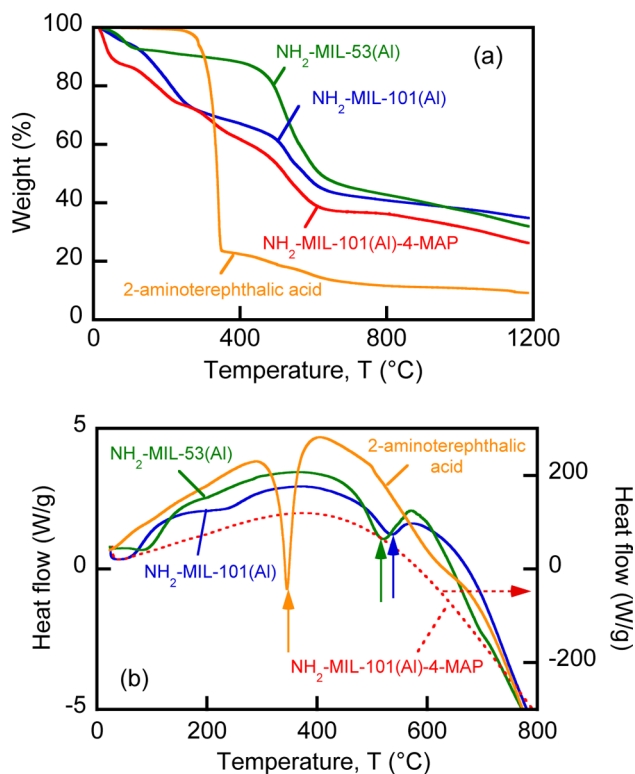 (a)
NH2-MIL-53(Al)
NH2-MIL-101(Al)
NH2-MIL-101(Al)-4-MAP
2-aminoterephthalic acid
Weight (%)
100
80
60
40
20
0
0 400 800 1200
Temperature, T (°C)
(b)
NH2-MIL-53(Al)
2-aminoterephthalic
acid
NH2-MIL-101(Al)
NH2-MIL-101(Al)-4-MAP
Heat flow (W/g)
5
0
-5
Heat flow (W/g)
200
0
-200
0 200 400 600 800
Temperature, T (°C)